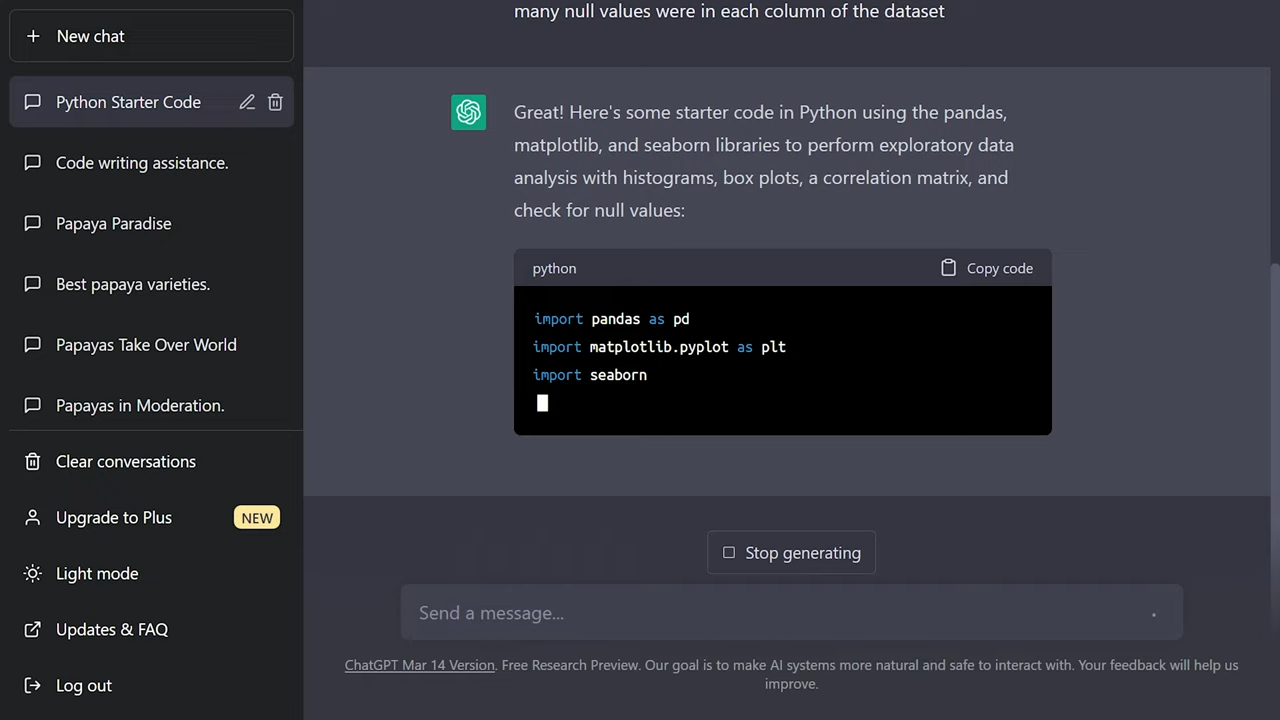 New chat
Python Starter Code
Code writing assistance.
Papaya Paradise
Best papaya varieties.
Papayas Take Over World
Papayas in Moderation.
Clear conversations
Upgrade to Plus NEW
Light mode
Updates & FAQ
Log out
many null values were in each column of the dataset
Great! Here's some starter code in Python using the pandas,
matplotlib, and seaborn libraries to perform exploratory data
analysis with histograms, box plots, a correlation matrix, and
check for null values:
python Copy code
import pandas as pd
import matplotlib.pyplot as plt
import seaborn
Stop generating
Send a message...
ChatGPT Mar 14 Version. Free Research Preview. Our goal is to make AI systems more natural and safe to interact with. Your feedback will help us
improve.